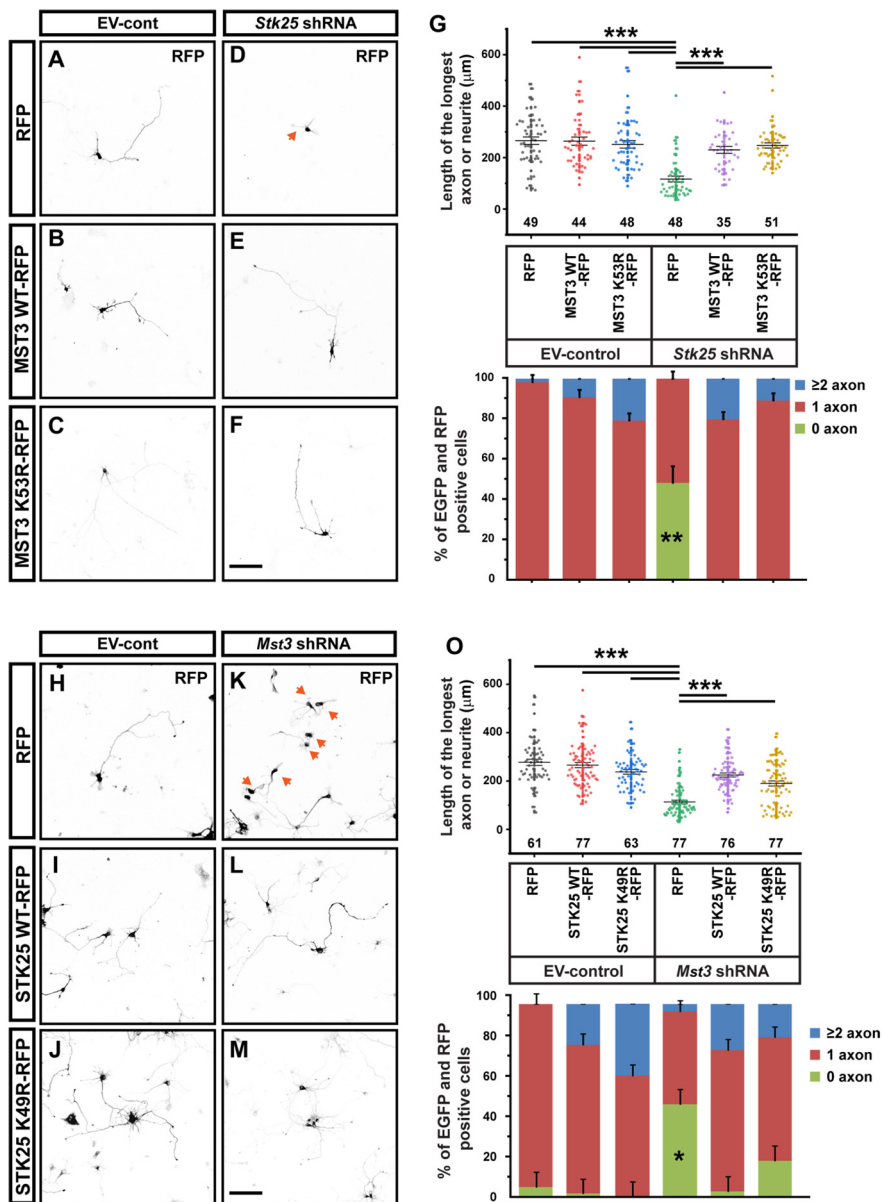 EV-cont
Stk25 shRNA
RFP
A
D
RFP
RFP
MST3 WT-RFP
B
E
MST3 K53R-RFP
C
F
G
Length of the longest
axon or neurite (μm)
600
400
200
0
***
***
49 44 48 48 35 51
RFP
MST3 WT
-RFP
MST3 K53R
-RFP
RFP
MST3 WT
-RFP
MST3 K53R
-RFP
EV-control
Stk25 shRNA
% of EGFP and RFP
positive cells
100
80
60
40
20
0
**
≥2 axon
1 axon
0 axon
EV-cont
Mst3 shRNA
RFP
H
K
RFP
RFP
STK25 WT-RFP
I
L
STK25 K49R-RFP
J
M
O
Length of the longest
axon or neurite (μm)
600
400
200
0
***
***
61 77 63 77 76 77
RFP
STK25 WT
-RFP
STK25 K49R
-RFP
RFP
STK25 WT
-RFP
STK25 K49R
-RFP
EV-control
Mst3 shRNA
% of EGFP and RFP
positive cells
100
80
60
40
20
0
*
≥2 axon
1 axon
0 axon